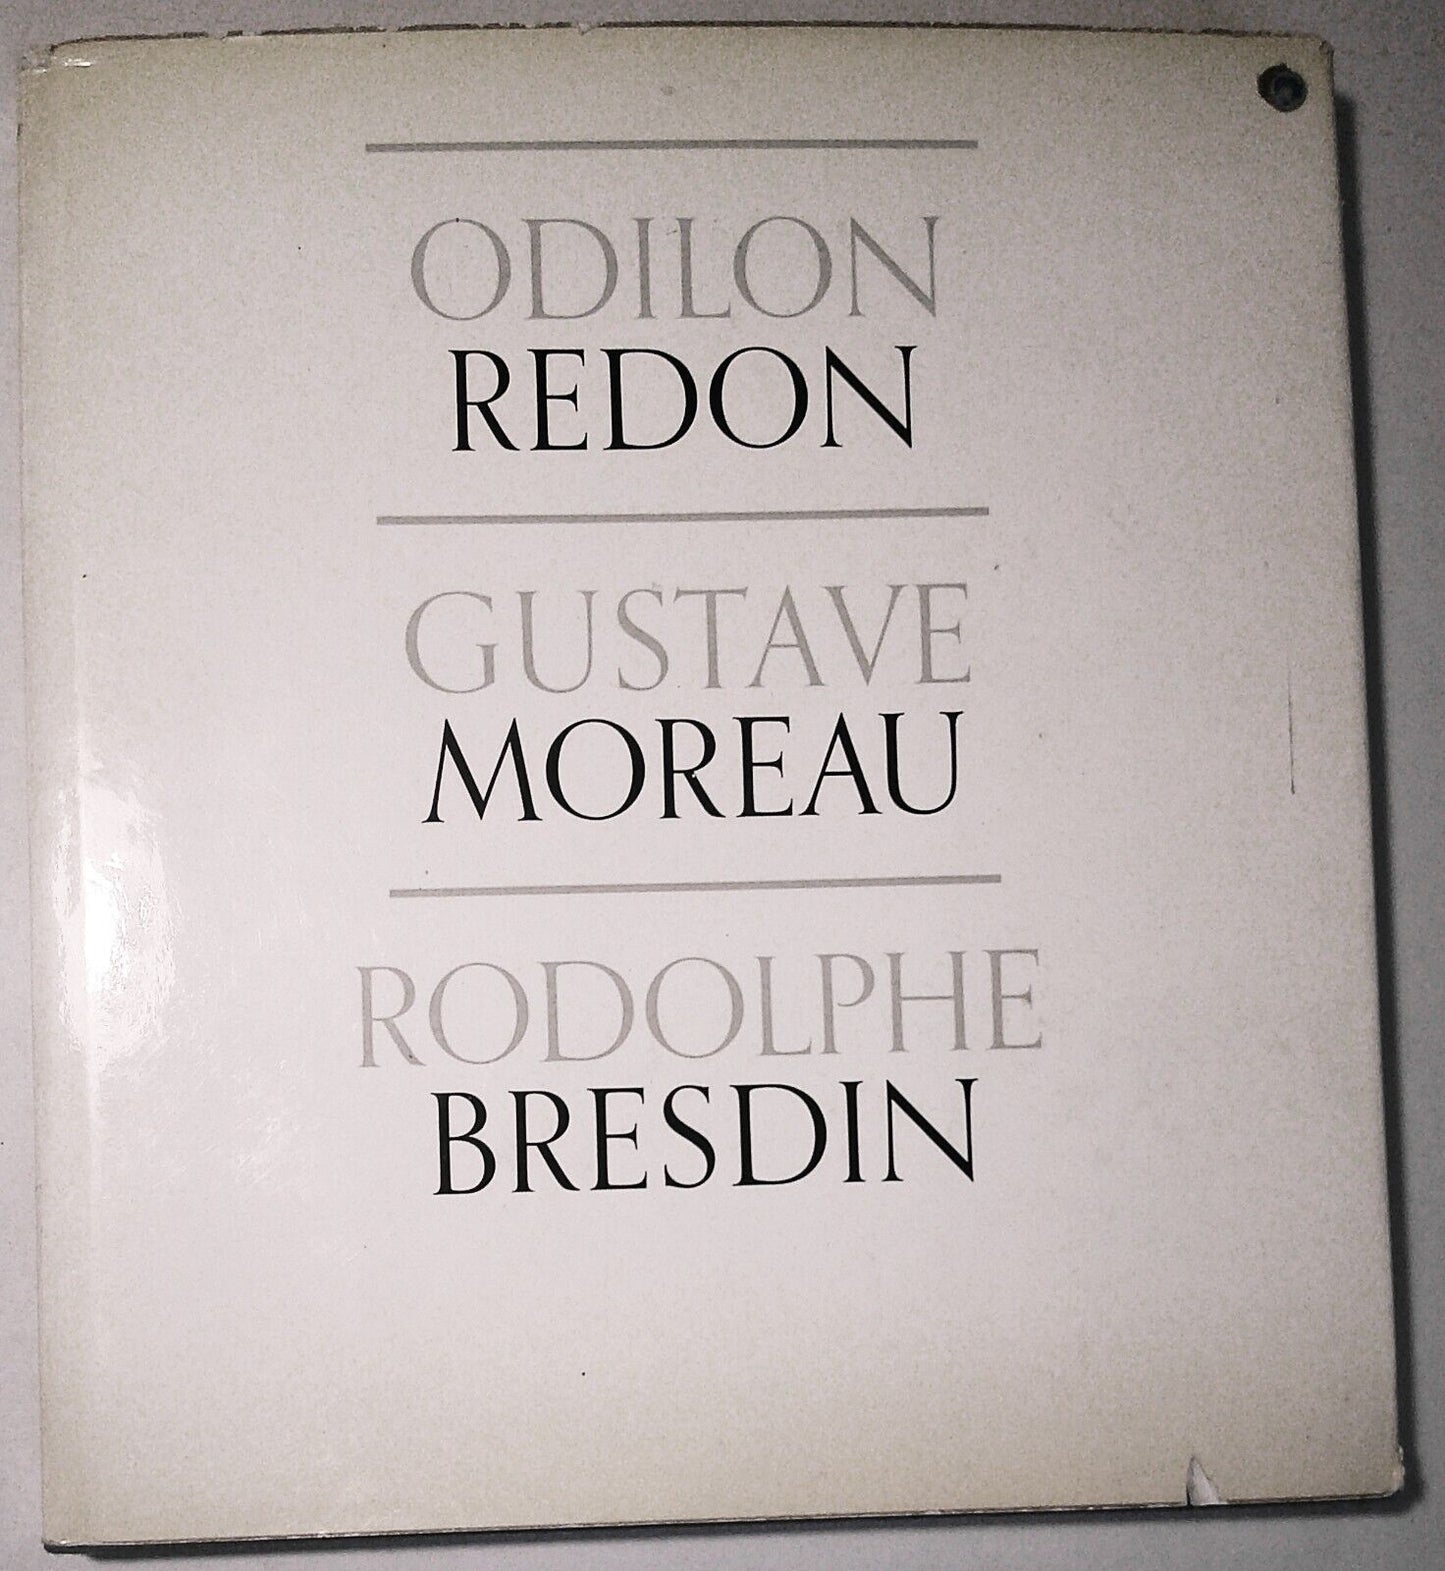 ODILON
REDON
GUSTAVE
MOREAU
RODOLPHE
BRESDIN